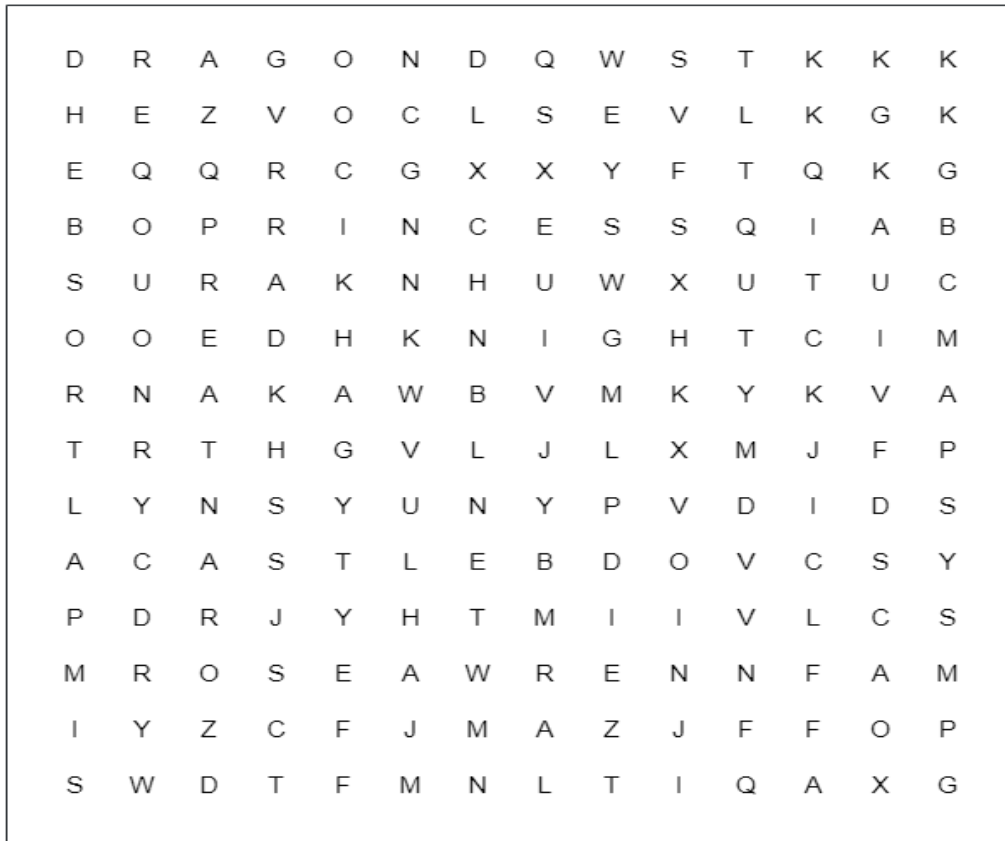 D R A G O N D Q W S T K K K
H E Z V O C L S E V L K G K
E Q Q R C G X X Y F T Q K G
B O P R I N C E S S Q I A B
S U R A K N H U W X U T U C
O O E D H K N I G H T C I M
R N A K A W B V M K Y K V A
T R T H G V L J L X M J F P
L Y N S Y U N Y P V D I D S
A C A S T L E B D O V C S Y
P D R J Y H T M I I V L C S
M R O S E A W R E N N F A M
I Y Z C F J M A Z J F F O P
S W D T F M N L T I Q A X G